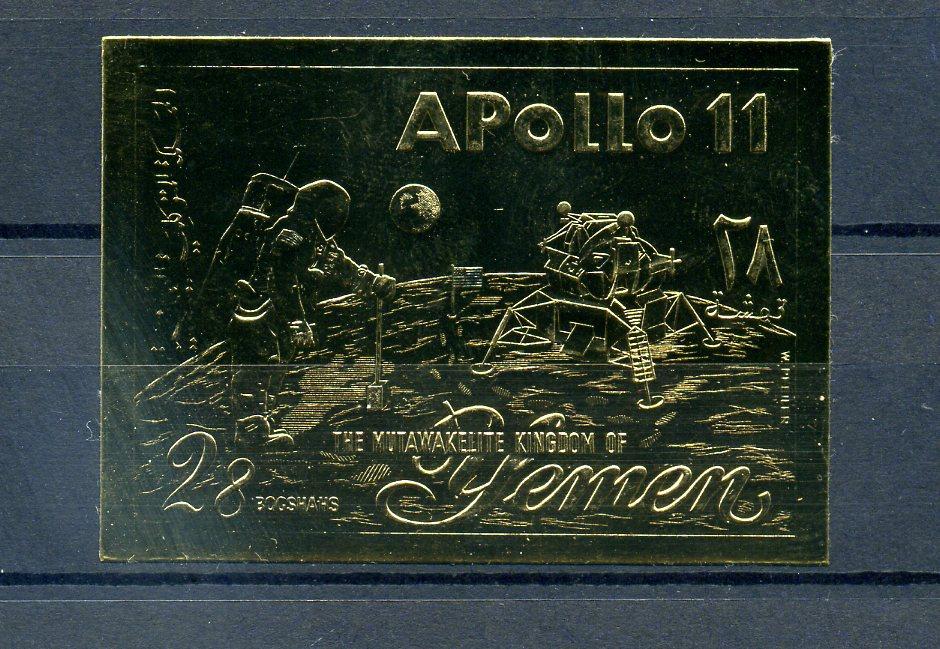 APOLLO 11
٢٨
بقشة
THE MUTAWAKELITE KINGDOM OF
Yemen
28 BOGSHAHS